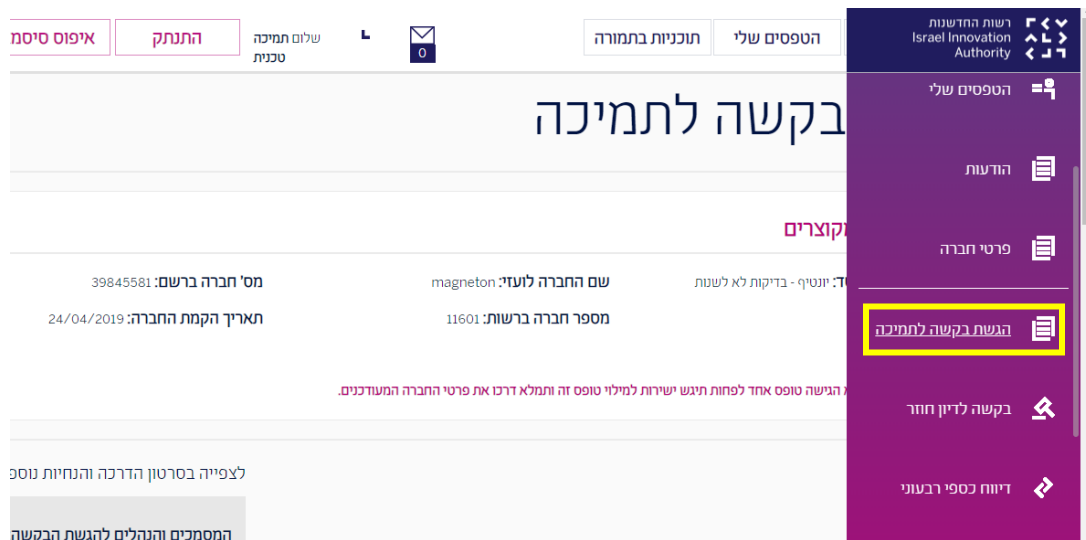 רשות החדשנות
Israel Innovation
Authority
הטפסים שלי
תוכניות בתמורה
0
שלום תמיכה
טכנית
התנתק
איפוס סיסמ
הטפסים שלי
הודעות
פרטי חברה
הגשת בקשה לתמיכה
בקשה לדיון חוזר
דיווח כספי רבעוני
בקשה לתמיכה
קוצרים
ד: יונטיף - בדיקות לא לשנות
שם החברה לועזי: magneton
מס' חברה ברשם: 39845581
מספר חברה ברשות: 11601
תאריך הקמת החברה: 24/04/2019
הגישה טופס אחד לפחות תיגש ישירות למילוי טופס זה ותמלא דרכו את פרטי החברה המעודכנים.
לצפייה בסרטון הדרכה והנחיות נוספ
המסמכים והנהלים להגשת הבקשה